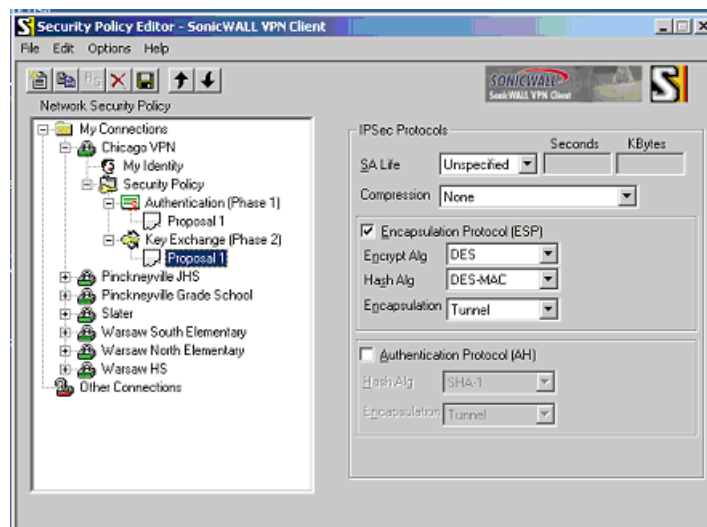 Security Policy Editor - SonicWALL VPN Client
File Edit Options Help
Network Security Policy
SONICWALL
SonicWALL VPN Client
My Connections
Chicago VPN
My Identity
Security Policy
Authentication (Phase 1)
Proposal 1
Key Exchange (Phase 2)
Proposal 1
Pinckneyville JHS
Pinckneyville Grade School
Slater
Warsaw South Elementary
Warsaw North Elementary
Warsaw HS
Other Connections
IPSec Protocols
Seconds KBytes
SA Life Unspecified
Compression None
Encapsulation Protocol (ESP)
Encrypt Alg DES
Hash Alg DES-MAC
Encapsulation Tunnel
Authentication Protocol (AH)
Hash Alg SHA-1
Encapsulation Tunnel